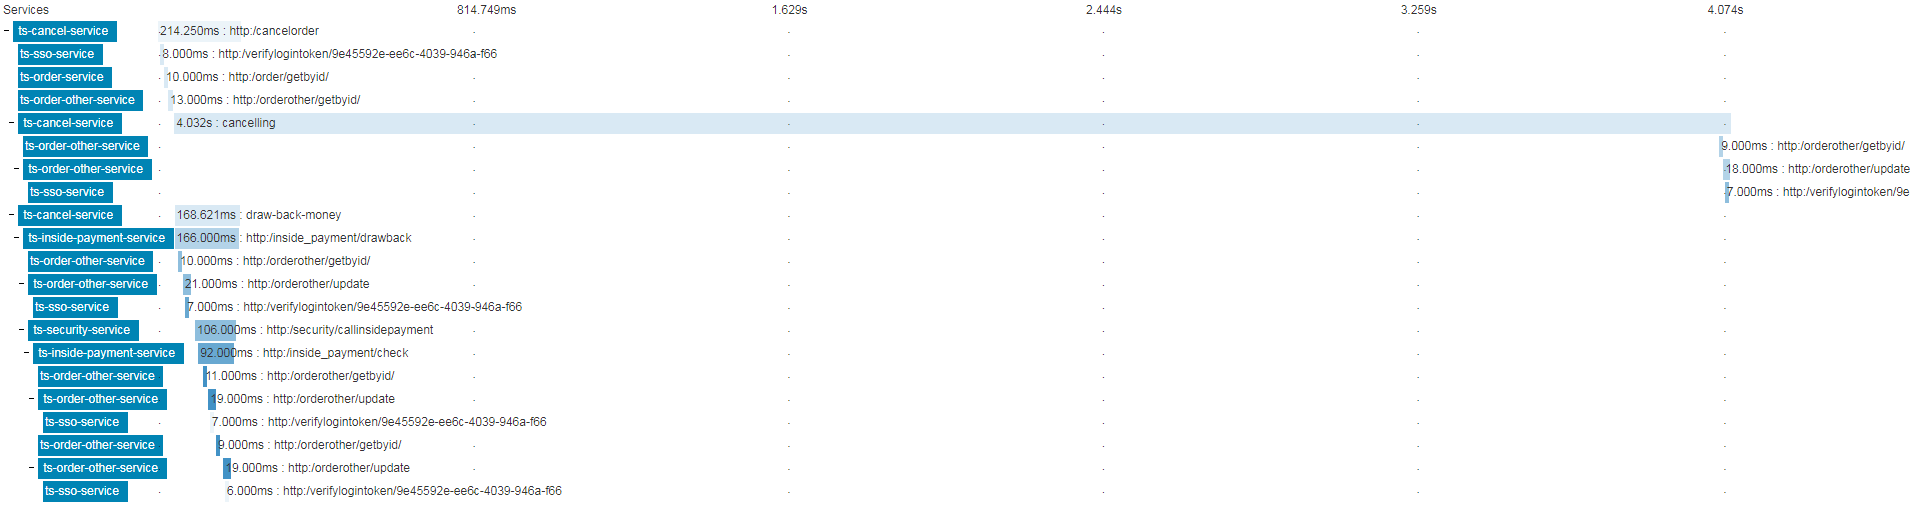 Services 814.749ms 1.629s 2.444s 3.259s 4.074s
- ts-cancel-service 214.250ms : http:/cancelorder
ts-sso-service 8.000ms : http:/verifylogintoken/9e45592e-ee6c-4039-946a-f66
ts-order-service 10.000ms : http:/order/getbyid/
ts-order-other-service 13.000ms : http:/orderother/getbyid/
- ts-cancel-service 4.032s : cancelling
ts-order-other-service 9.000ms : http:/orderother/getbyid/
- ts-order-other-service 18.000ms : http:/orderother/update
ts-sso-service 7.000ms : http:/verifylogintoken/9e
- ts-cancel-service 168.621ms : draw-back-money
- ts-inside-payment-service 166.000ms : http:/inside_payment/drawback
ts-order-other-service 10.000ms : http:/orderother/getbyid/
- ts-order-other-service 21.000ms : http:/orderother/update
ts-sso-service 7.000ms : http:/verifylogintoken/9e45592e-ee6c-4039-946a-f66
- ts-security-service 106.000ms : http:/security/callinsidepayment
- ts-inside-payment-service 92.000ms : http:/inside_payment/check
ts-order-other-service 11.000ms : http:/orderother/getbyid/
- ts-order-other-service 19.000ms : http:/orderother/update
ts-sso-service 7.000ms : http:/verifylogintoken/9e45592e-ee6c-4039-946a-f66
ts-order-other-service 9.000ms : http:/orderother/getbyid/
- ts-order-other-service 19.000ms : http:/orderother/update
ts-sso-service 6.000ms : http:/verifylogintoken/9e45592e-ee6c-4039-946a-f66